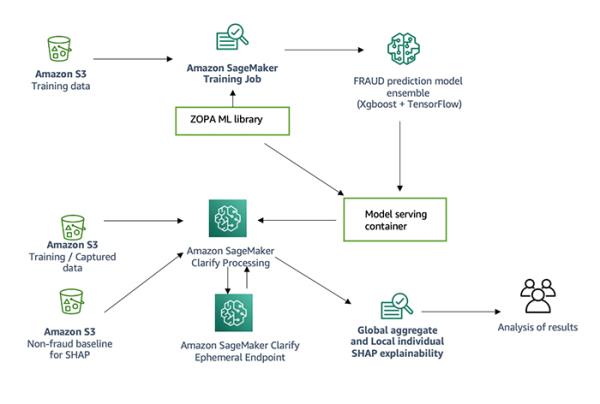 Amazon S3
Training data
Amazon SageMaker
Training Job
FRAUD prediction model
ensemble
(Xgboost + TensorFlow)
ZOPA ML library
Model serving
container
Amazon S3
Training / Captured
data
Amazon SageMaker
Clarify Processing
Amazon S3
Non-fraud baseline
for SHAP
Amazon SageMaker Clarify
Ephemeral Endpoint
Global aggregate
and Local individual
SHAP explainability
Analysis of results